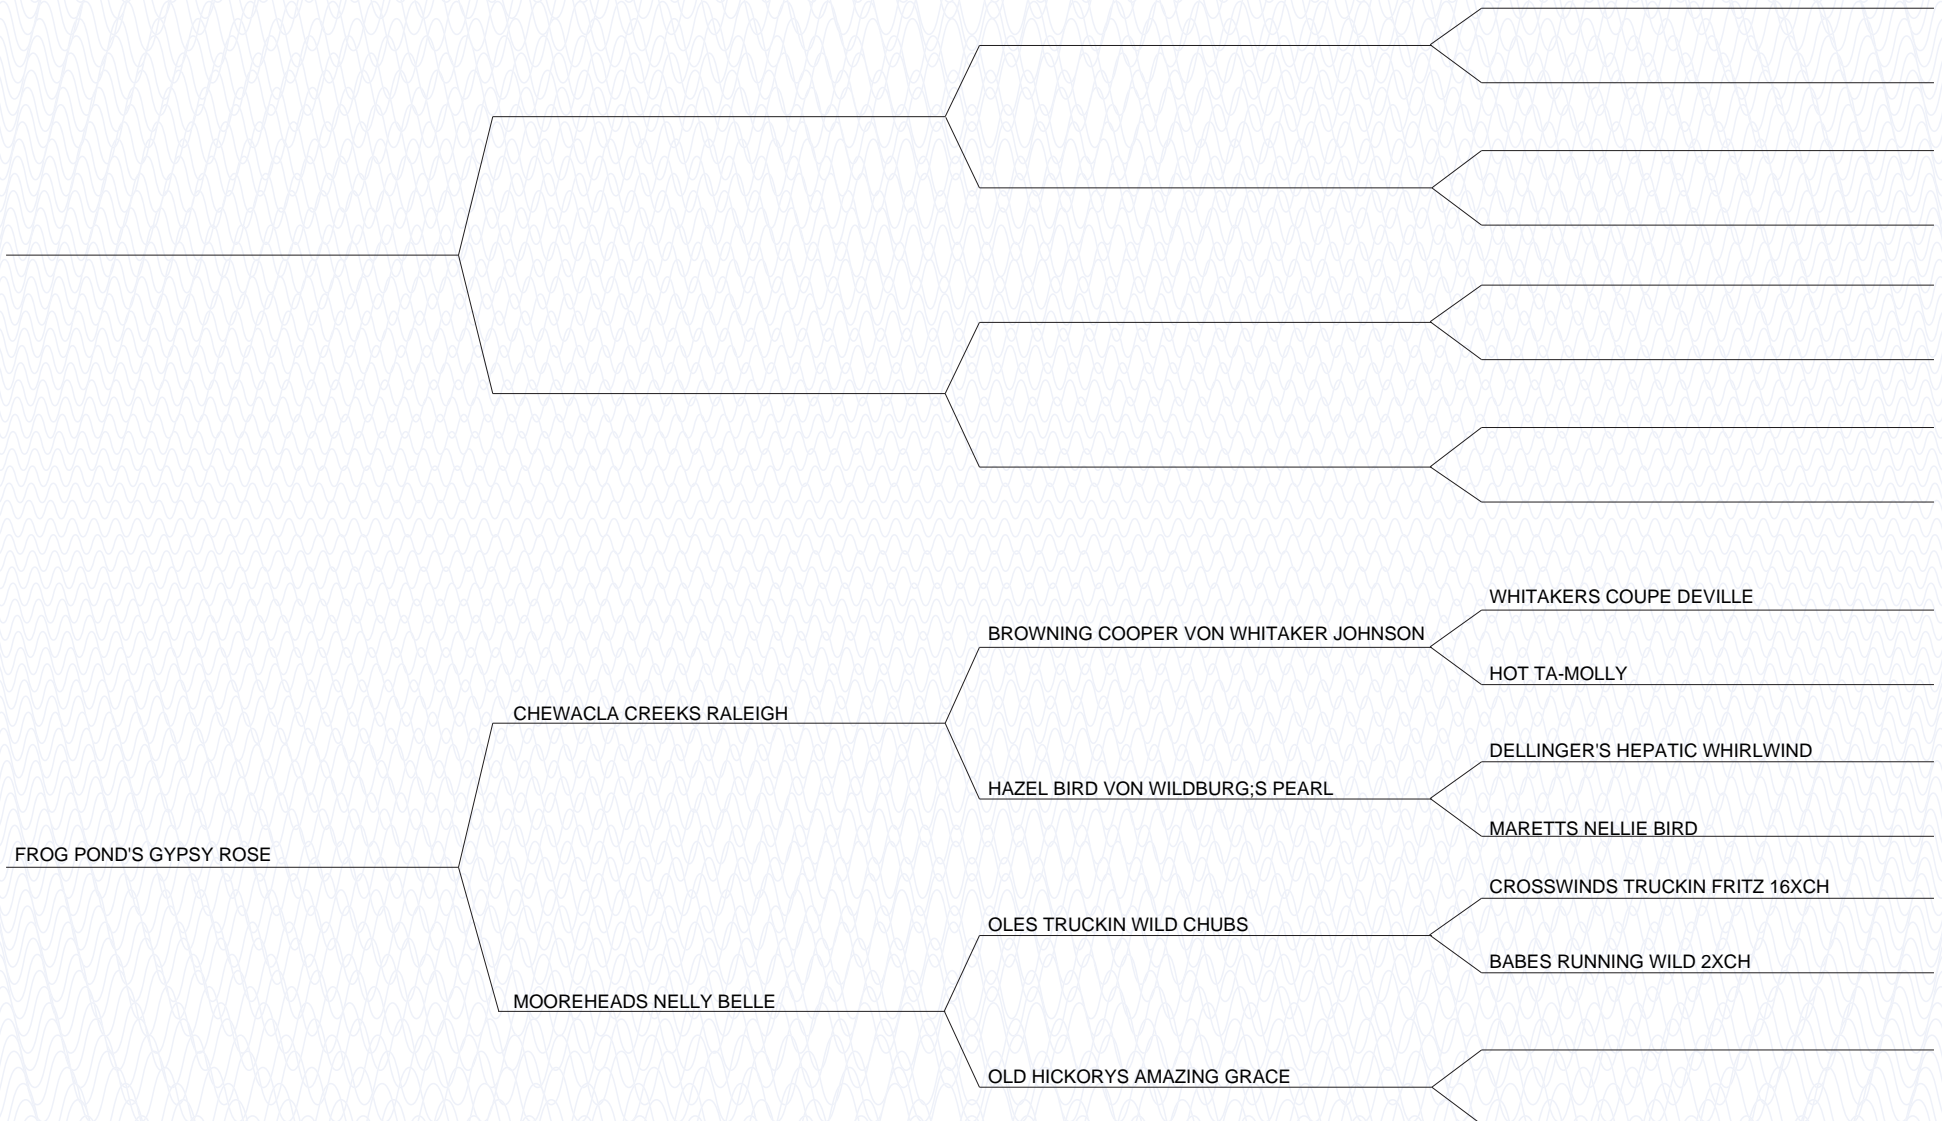 WHITAKERS COUPE DEVILLE
BROWNING COOPER VON WHITAKER JOHNSON
HOT TA-MOLLY
CHEWACLA CREEKS RALEIGH
DELLINGER'S HEPATIC WHIRLWIND
HAZEL BIRD VON WILDBURG;S PEARL
MARETTS NELLIE BIRD
FROG POND'S GYPSY ROSE
CROSSWINDS TRUCKIN FRITZ 16XCH
OLES TRUCKIN WILD CHUBS
BABES RUNNING WILD 2XCH
MOOREHEADS NELLY BELLE
OLD HICKORYS AMAZING GRACE